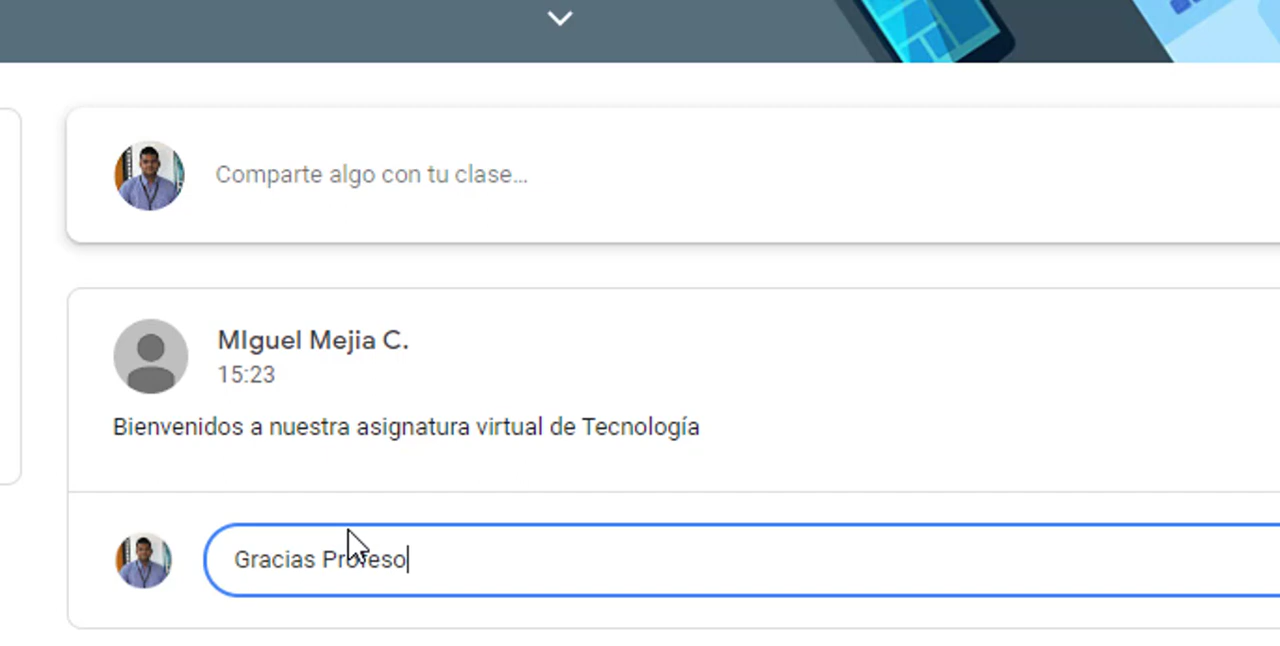 Comparte algo con tu clase...
MIguel Mejia C.
15:23
Bienvenidos a nuestra asignatura virtual de Tecnología
Gracias Profeso